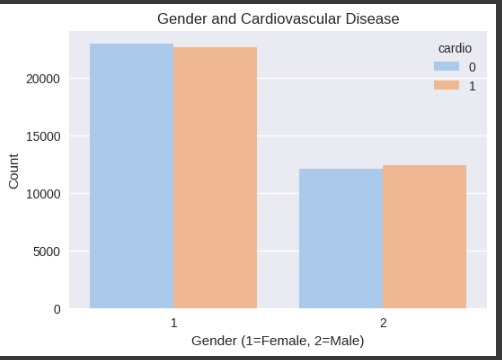 Gender and Cardiovascular Disease
cardio
0
1
20000
15000
10000
5000
0
Count
1
2
Gender (1=Female, 2=Male)